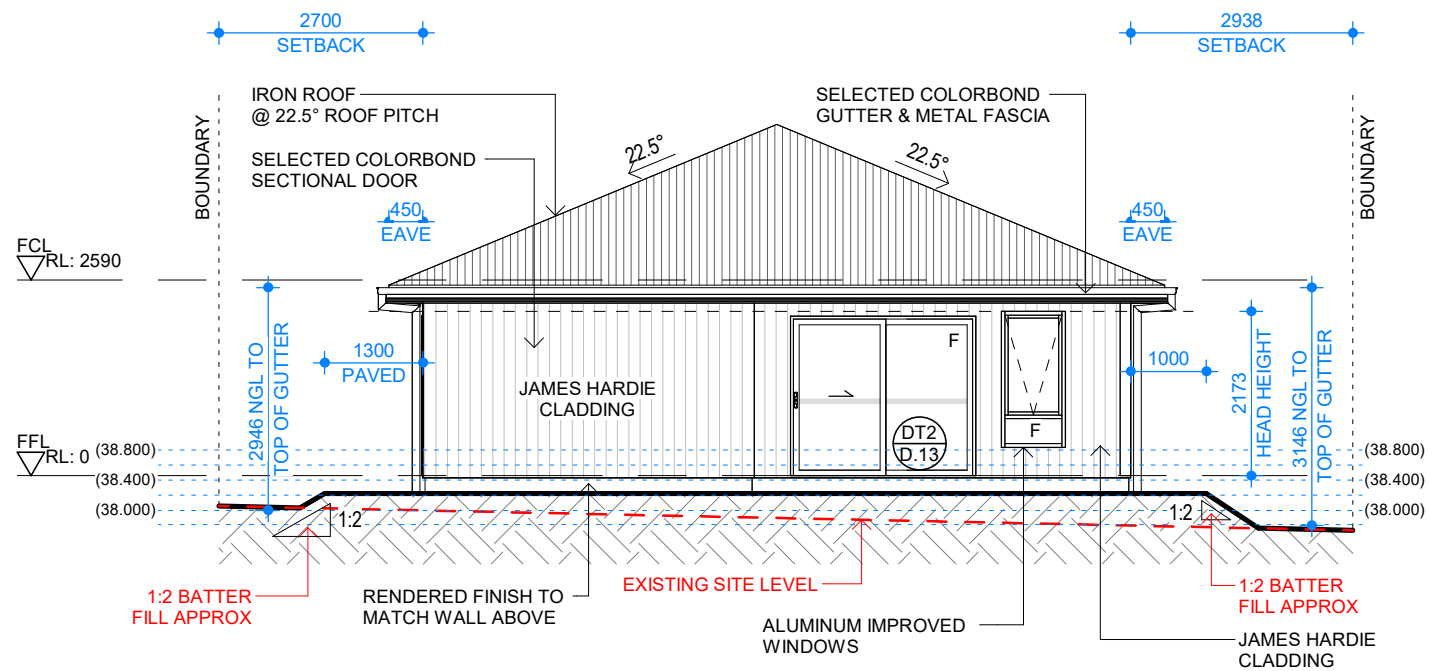 2700
SETBACK
2938
SETBACK
IRON ROOF
@ 22.5° ROOF PITCH
SELECTED COLORBOND
GUTTER & METAL FASCIA
BOUNDARY
BOUNDARY
22.5°
22.5°
SELECTED COLORBOND
SECTIONAL DOOR
450
EAVE
450
EAVE
FCL
RL: 2590
2946 NGL TO
TOP OF GUTTER
1300
PAVED
JAMES HARDIE
CLADDING
F
F
DT2
D.13
1000
2173
HEAD HEIGHT
3146 NGL TO
TOP OF GUTTER
FFL
RL: 0
(38.800)
(38.400)
(38.000)
(38.800)
(38.400)
(38.000)
1:2
1:2
1:2 BATTER
FILL APPROX
RENDERED FINISH TO
MATCH WALL ABOVE
EXISTING SITE LEVEL
ALUMINUM IMPROVED
WINDOWS
1:2 BATTER
FILL APPROX
JAMES HARDIE
CLADDING